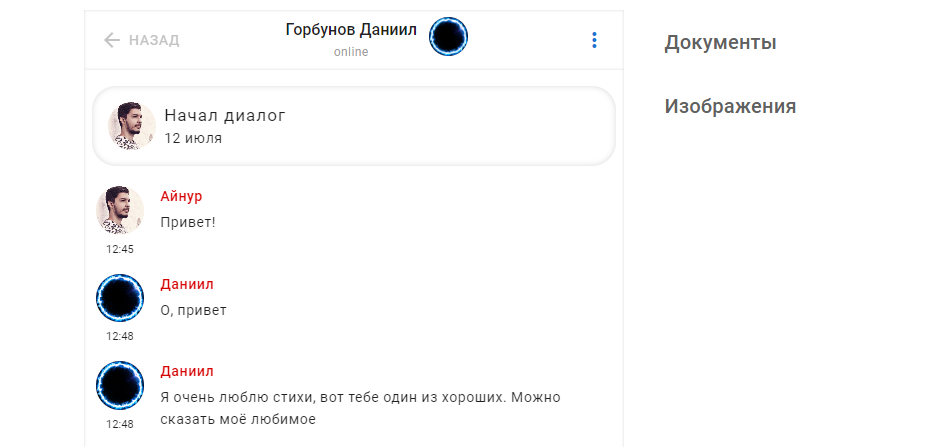 НАЗАД
Горбунов Даниил
online
Документы
Изображения
Начал диалог
12 июля
Айнур
Привет!
12:45
Даниил
О, привет
12:48
Даниил
Я очень люблю стихи, вот тебе один из хороших. Можно
сказать моё любимое
12:48